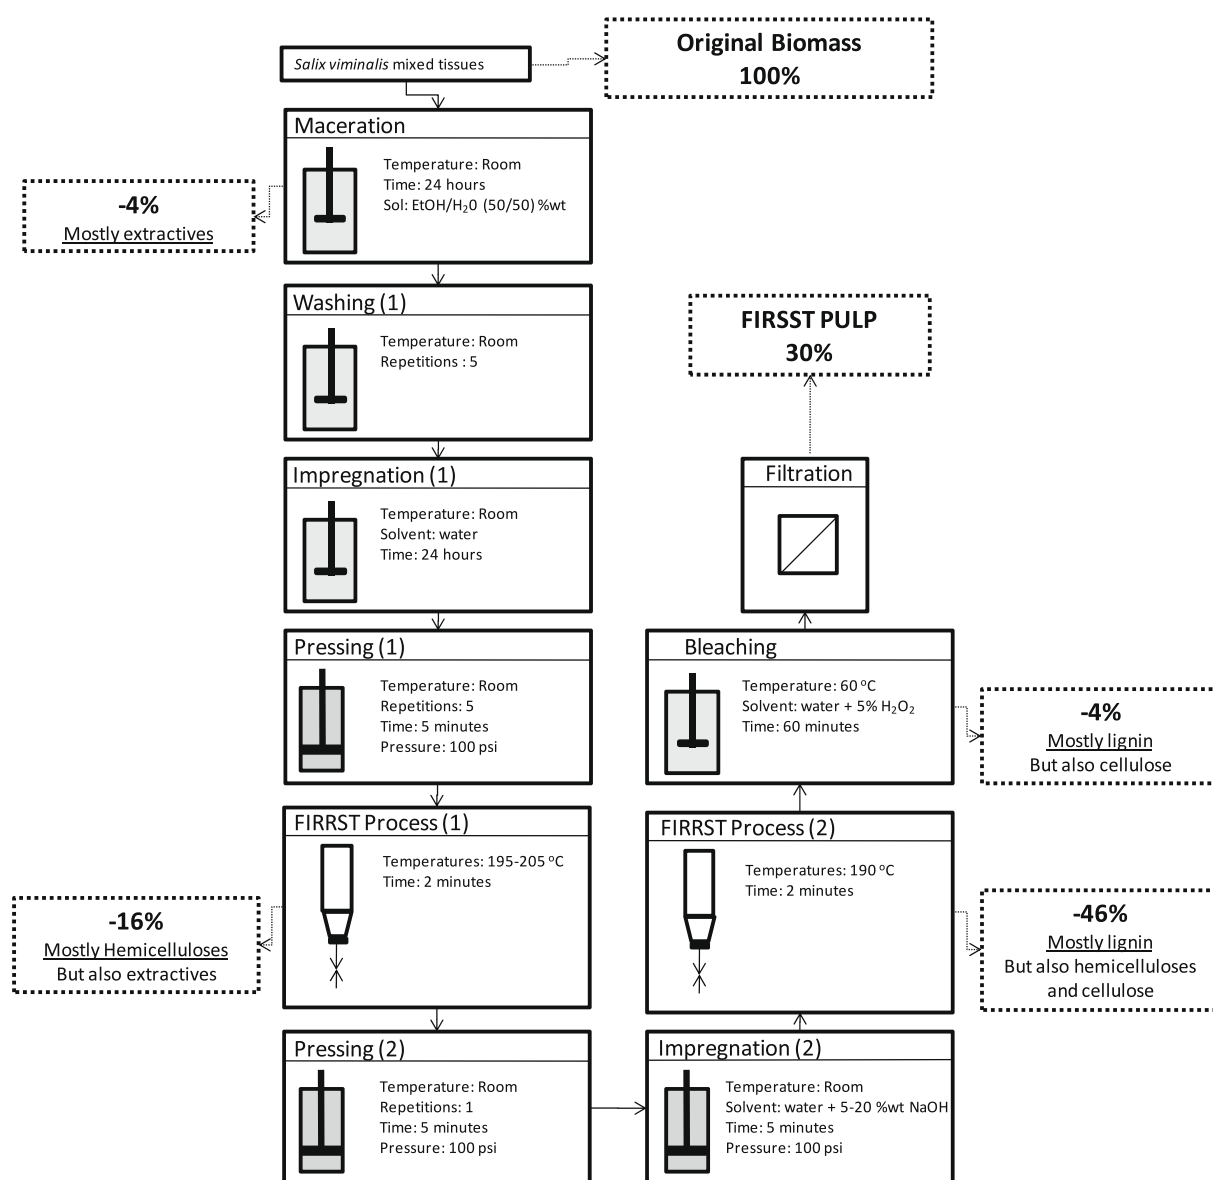 Salix viminalis mixed tissues
Original Biomass
100%
Maceration
Temperature: Room
Time: 24 hours
Sol: EtOH/H₂0 (50/50) %wt
-4%
Mostly extractives
Washing (1)
Temperature: Room
Repetitions : 5
Impregnation (1)
Temperature: Room
Solvent: water
Time: 24 hours
Pressing (1)
Temperature: Room
Repetitions: 5
Time: 5 minutes
Pressure: 100 psi
FIRRST Process (1)
Temperatures: 195-205 °C
Time: 2 minutes
-16%
Mostly Hemicelluloses
But also extractives
Pressing (2)
Temperature: Room
Repetitions: 1
Time: 5 minutes
Pressure: 100 psi
Impregnation (2)
Temperature: Room
Solvent: water + 5-20 %wt NaOH
Time: 5 minutes
Pressure: 100 psi
FIRRST Process (2)
Temperatures: 190 °C
Time: 2 minutes
-46%
Mostly lignin
But also hemicelluloses
and cellulose
Bleaching
Temperature: 60 °C
Solvent: water + 5% H₂O₂
Time: 60 minutes
-4%
Mostly lignin
But also cellulose
Filtration
FIRSST PULP
30%